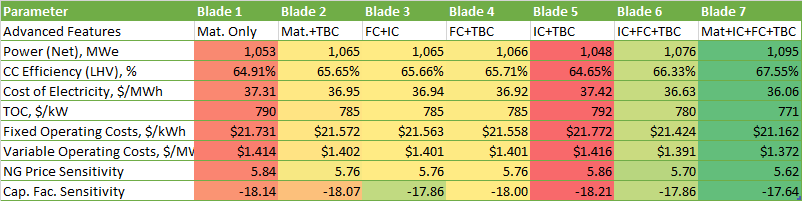 Parameter Blade 1 Blade 2 Blade 3 Blade 4 Blade 5 Blade 6 Blade 7
Advanced Features Mat. Only Mat.+TBC FC+IC FC+TBC IC+TBC IC+FC+TBC Mat+IC+FC+TBC
Power (Net), MWe 1,053 1,065 1,065 1,066 1,048 1,076 1,095
CC Efficiency (LHV), % 64.91% 65.65% 65.66% 65.71% 64.65% 66.33% 67.55%
Cost of Electricity, $/MWh 37.31 36.95 36.94 36.92 37.42 36.63 36.06
TOC, $/kW 790 785 785 785 792 780 771
Fixed Operating Costs, $/kWh $21.731 $21.572 $21.563 $21.558 $21.772 $21.424 $21.162
Variable Operating Costs, $/MW $1.414 $1.402 $1.401 $1.401 $1.416 $1.391 $1.372
NG Price Sensitivity 5.84 5.76 5.76 5.76 5.86 5.70 5.62
Cap. Fac. Sensitivity -18.14 -18.07 -17.86 -18.00 -18.21 -17.86 -17.64